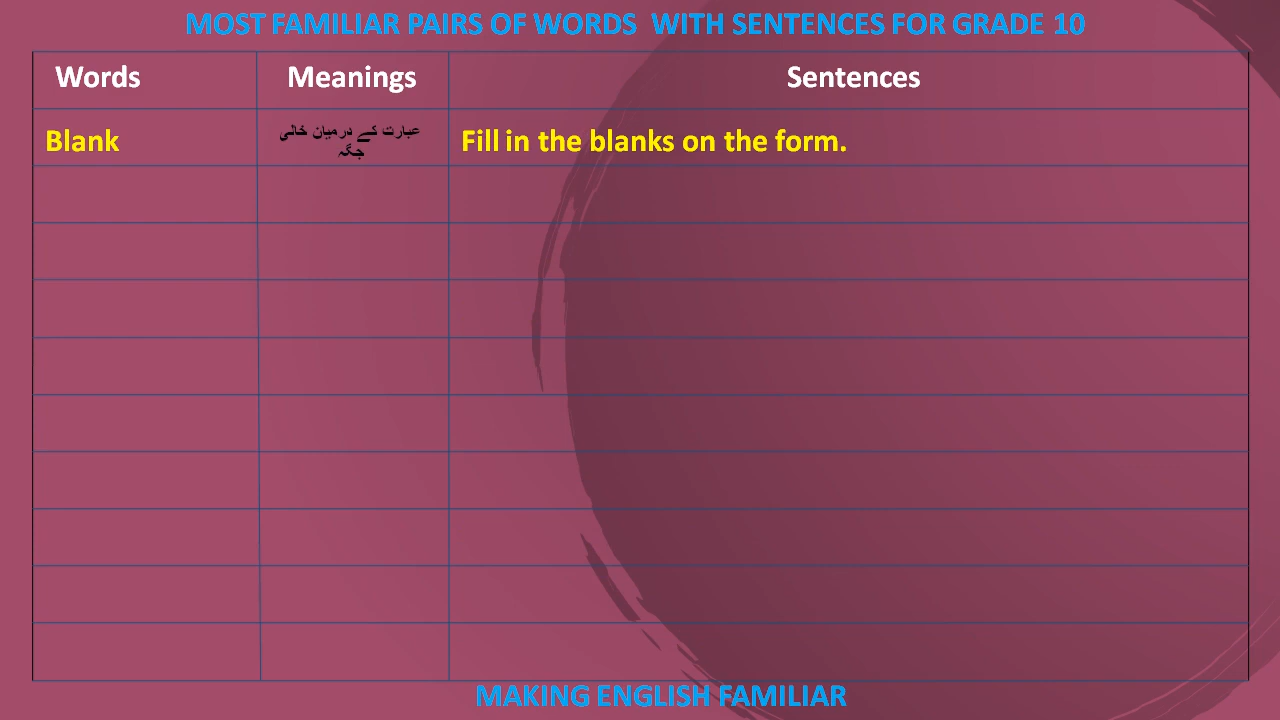 MOST FAMILIAR PAIRS OF WORDS WITH SENTENCES FOR GRADE 10
Words Meanings Sentences
Blank عبارت کے درمیان خالی جگہ Fill in the blanks on the form.
MAKING ENGLISH FAMILIAR